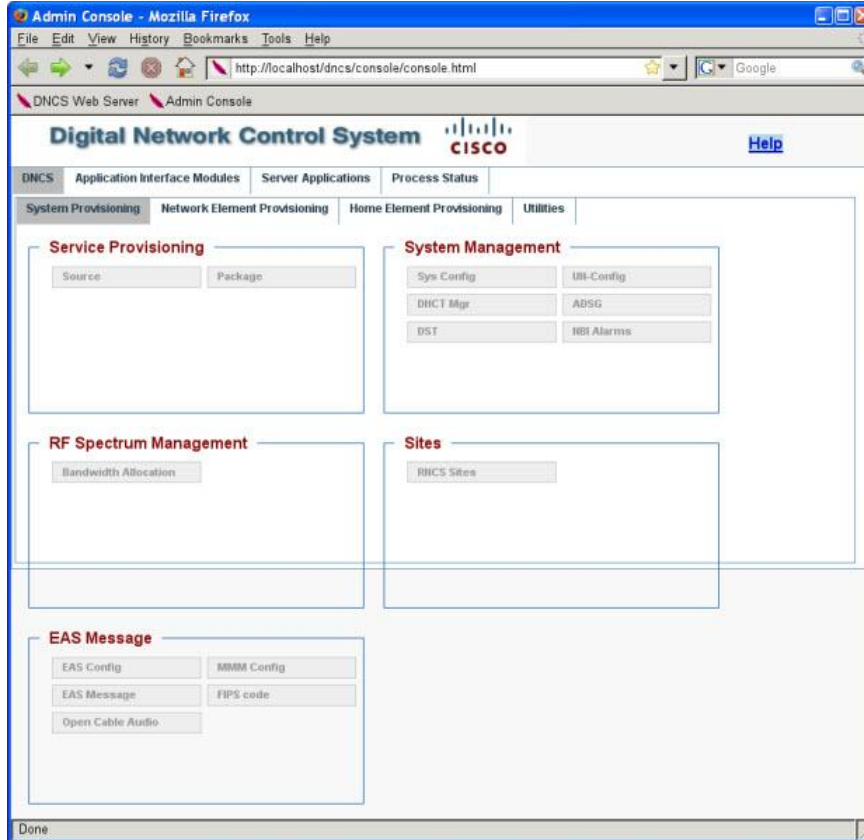 Admin Console - Mozilla Firefox
File Edit View History Bookmarks Tools Help
http://localhost/dncs/console/console.html
Google
DNCS Web Server Admin Console
Digital Network Control System
CISCO
Help
DNCS Application Interface Modules Server Applications Process Status
System Provisioning Network Element Provisioning Home Element Provisioning Utilities
Service Provisioning
Source Package
System Management
Sys Config UN-Config
DHCT Mgr ADSG
DST NBI Alarms
RF Spectrum Management
Bandwidth Allocation
Sites
RNCS Sites
EAS Message
EAS Config MMM Config
EAS Message FIPS code
Open Cable Audio
Done